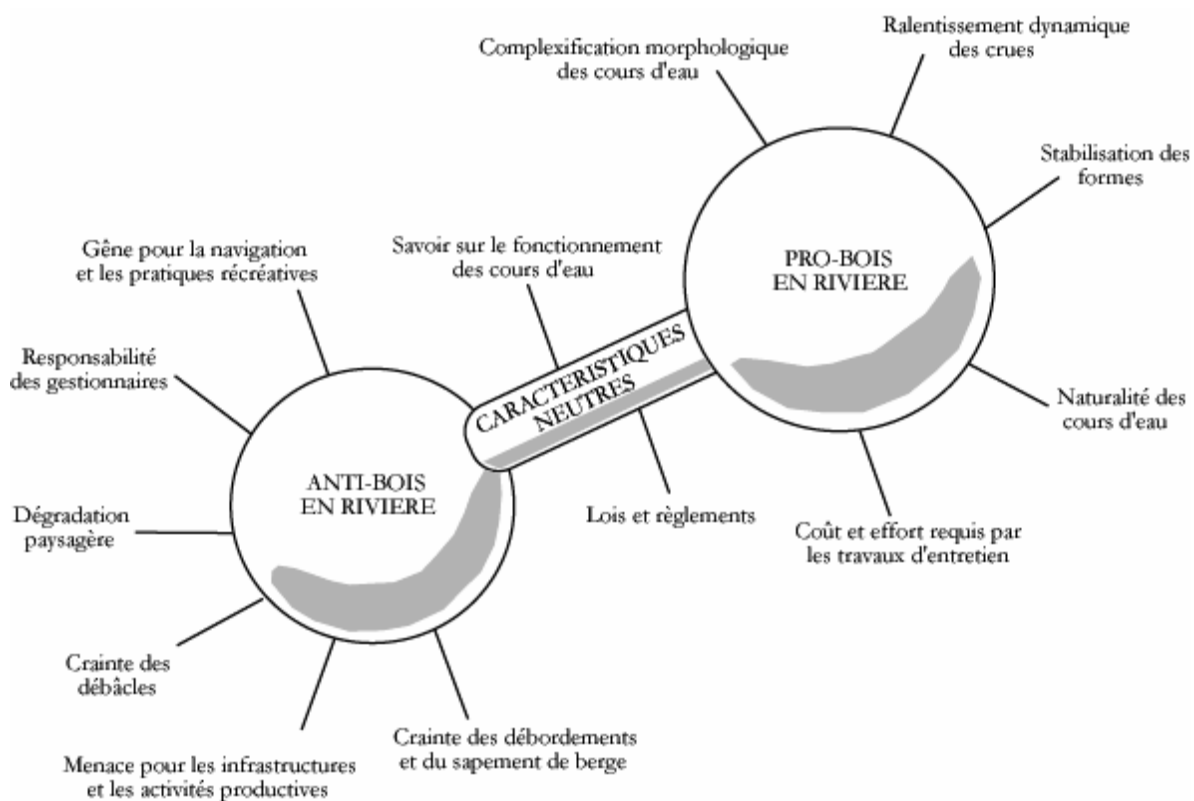 Ralentissement dynamique
des crues
Complexification morphologique
des cours d'eau
Stabilisation des
formes
Gêne pour la navigation
et les pratiques récréatives
Savoir sur le fonctionnement
des cours d'eau
PRO-BOIS
EN RIVIERE
CARACTERISTIQUES
NEUTRES
Responsabilité
des gestionnaires
Naturalité des
cours d'eau
ANTI-BOIS
EN RIVIERE
Lois et règlements
Dégradation
paysagère
Coût et effort requis par
les travaux d'entretien
Crainte des
débâcles
Crainte des débordements
et du sapement de berge
Menace pour les infrastructures
et les activités productives